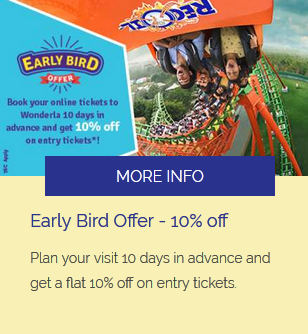 RECOIL
EARLY BIRD
OFFER
Book your online tickets to
Wonderla 10 days in
advance and get 10% off
on entry tickets*!
*T&C Apply
MORE INFO
Early Bird Offer - 10% off
Plan your visit 10 days in advance and
get a flat 10% off on entry tickets.